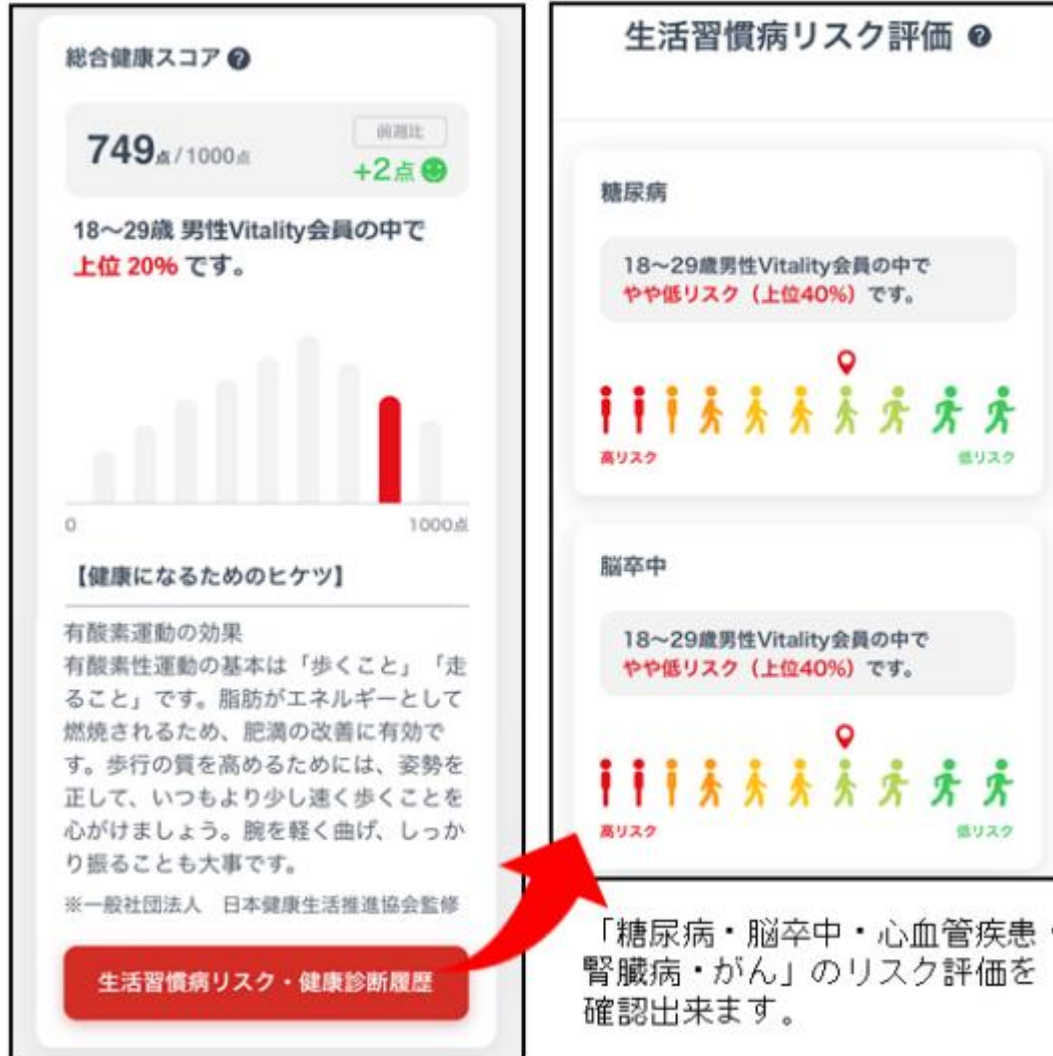 総合健康スコア ?
749点/1000点
前週比
+2点
18〜29歳 男性Vitality会員の中で
上位 20% です。
0
1000点
【健康になるためのヒケツ】
有酸素運動の効果
有酸素性運動の基本は「歩くこと」「走
ること」です。脂肪がエネルギーとして
燃焼されるため、肥満の改善に有効で
す。歩行の質を高めるためには、姿勢を
正して、いつもより少し速く歩くことを
心がけましょう。腕を軽く曲げ、しっか
り振ることも大事です。
※一般社団法人　日本健康生活推進協会監修
生活習慣病リスク・健康診断履歴
生活習慣病リスク評価 ?
糖尿病
18〜29歳男性Vitality会員の中で
やや低リスク（上位40%）です。
高リスク
低リスク
脳卒中
18〜29歳男性Vitality会員の中で
やや低リスク（上位40%）です。
高リスク
低リスク
「糖尿病・脳卒中・心血管疾患・
腎臓病・がん」のリスク評価を
確認出来ます。